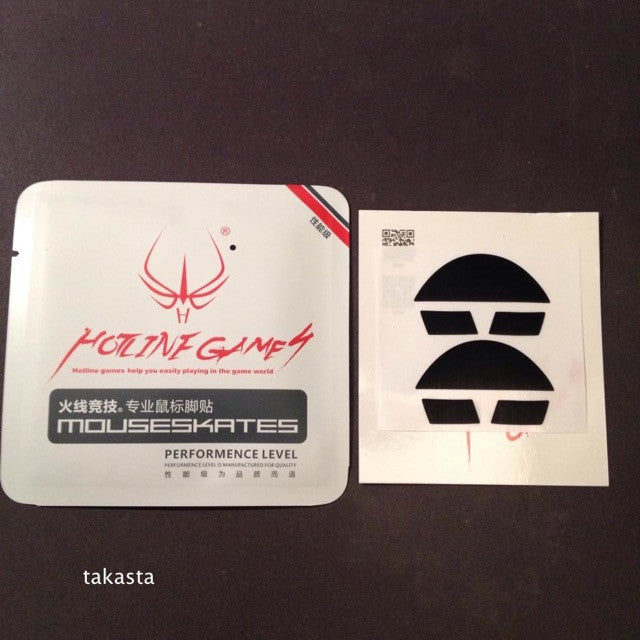 性能级
®
HOTLINE GAMES
Hotline games help you easily playing in the game world
火线竞技® 专业鼠标脚贴
MOUSESKATES
PERFORMENCE LEVEL
PERFORMENCE LEVEL IS MANUFACTURED FOR QUALITY
性能级为品质而造
takasta